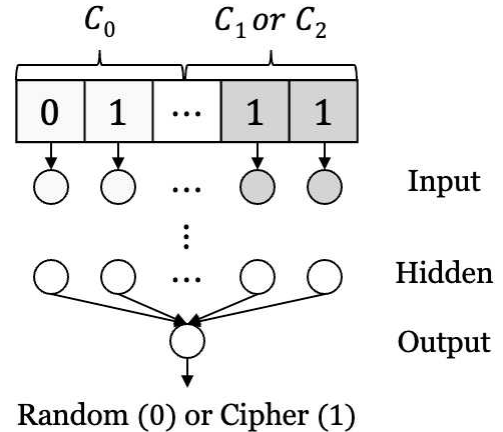 C₀ C₁ or C₂
0 1 ... 1 1
... Input
⋮
... Hidden
Output
Random (0) or Cipher (1)